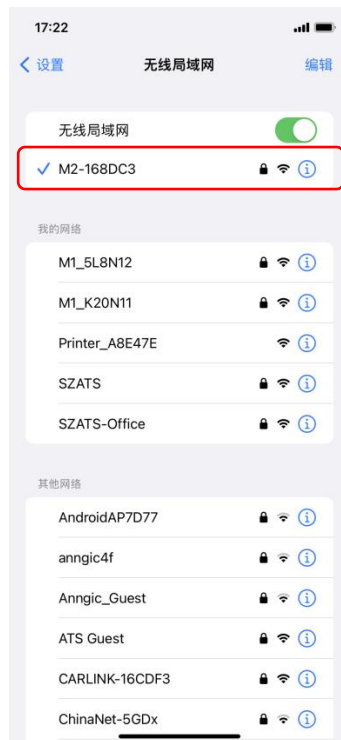 17:22
设置 无线局域网 编辑
无线局域网
M2-168DC3
我的网络
M1_5L8N12
M1_K20N11
Printer_A8E47E
SZATS
SZATS-Office
其他网络
AndroidAP7D77
anngic4f
Anngic_Guest
ATS Guest
CARLINK-16CDF3
ChinaNet-5GDx